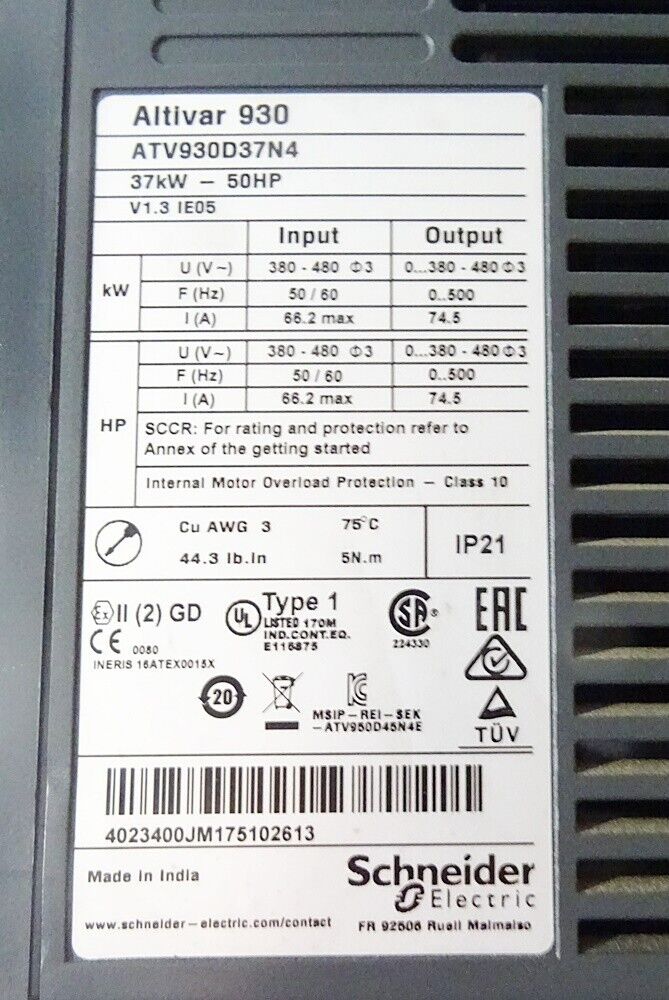 Altivar 930
ATV930D37N4
37kW - 50HP
V1.3 IE05
Input Output
kW
U (V~) 380 - 480 Φ3 0...380 - 480Φ3
F (Hz) 50 / 60 0..500
I (A) 66.2 max 74.5
HP
U (V~) 380 - 480 Φ3 0...380 - 480Φ3
F (Hz) 50 / 60 0..500
I (A) 66.2 max 74.5
SCCR: For rating and protection refer to
Annex of the getting started
Internal Motor Overload Protection - Class 10
Cu AWG 3 75°C
44.3 lb.In 5N.m
IP21
Ex II (2) GD
CE 0080
INERIS 16ATEX0015X
UL Type 1
LISTED 170M
IND.CONT.EQ.
E116875
SA ®
224330
EAC
20
MSIP-REI-SEK
-ATV950D45N4E
TÜV
4023400JM175102613
Made in India
Schneider
Electric
www.schneider-electric.com/contact FR 92506 Rueil Malmaiso